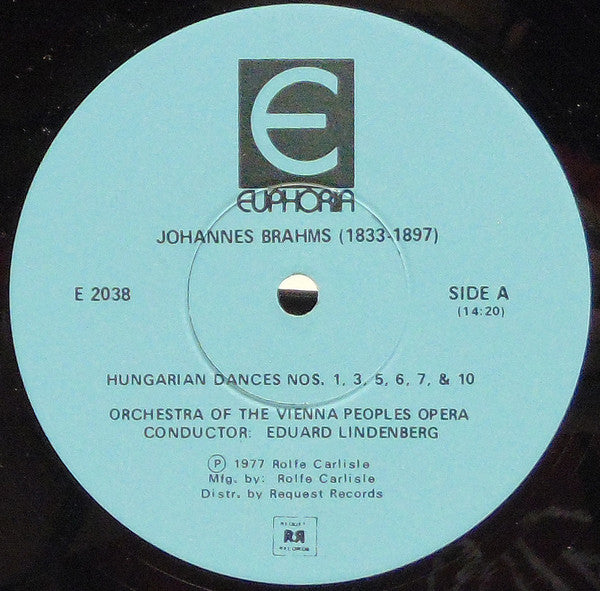 E
EUPHORIA
JOHANNES BRAHMS (1833-1897)
E 2038
SIDE A
(14:20)
HUNGARIAN DANCES NOS. 1, 3, 5, 6, 7, & 10
ORCHESTRA OF THE VIENNA PEOPLES OPERA
CONDUCTOR: EDUARD LINDENBERG
Ⓟ 1977 Rolfe Carlisle
Mfg. by: Rolfe Carlisle
Distr. by Request Records
RR